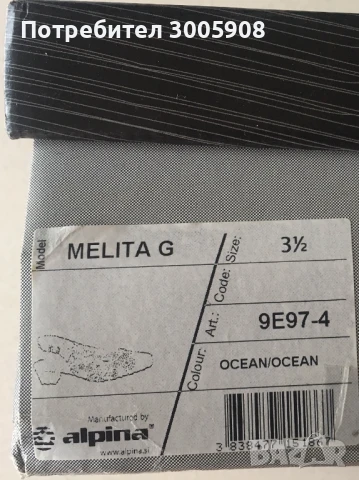 Потребител 3005908
Model MELITA G
Size: 3½
Code:
Art.: 9E97-4
Colour: OCEAN/OCEAN
Manufactured by
alpina®
www.alpina.si
bazar